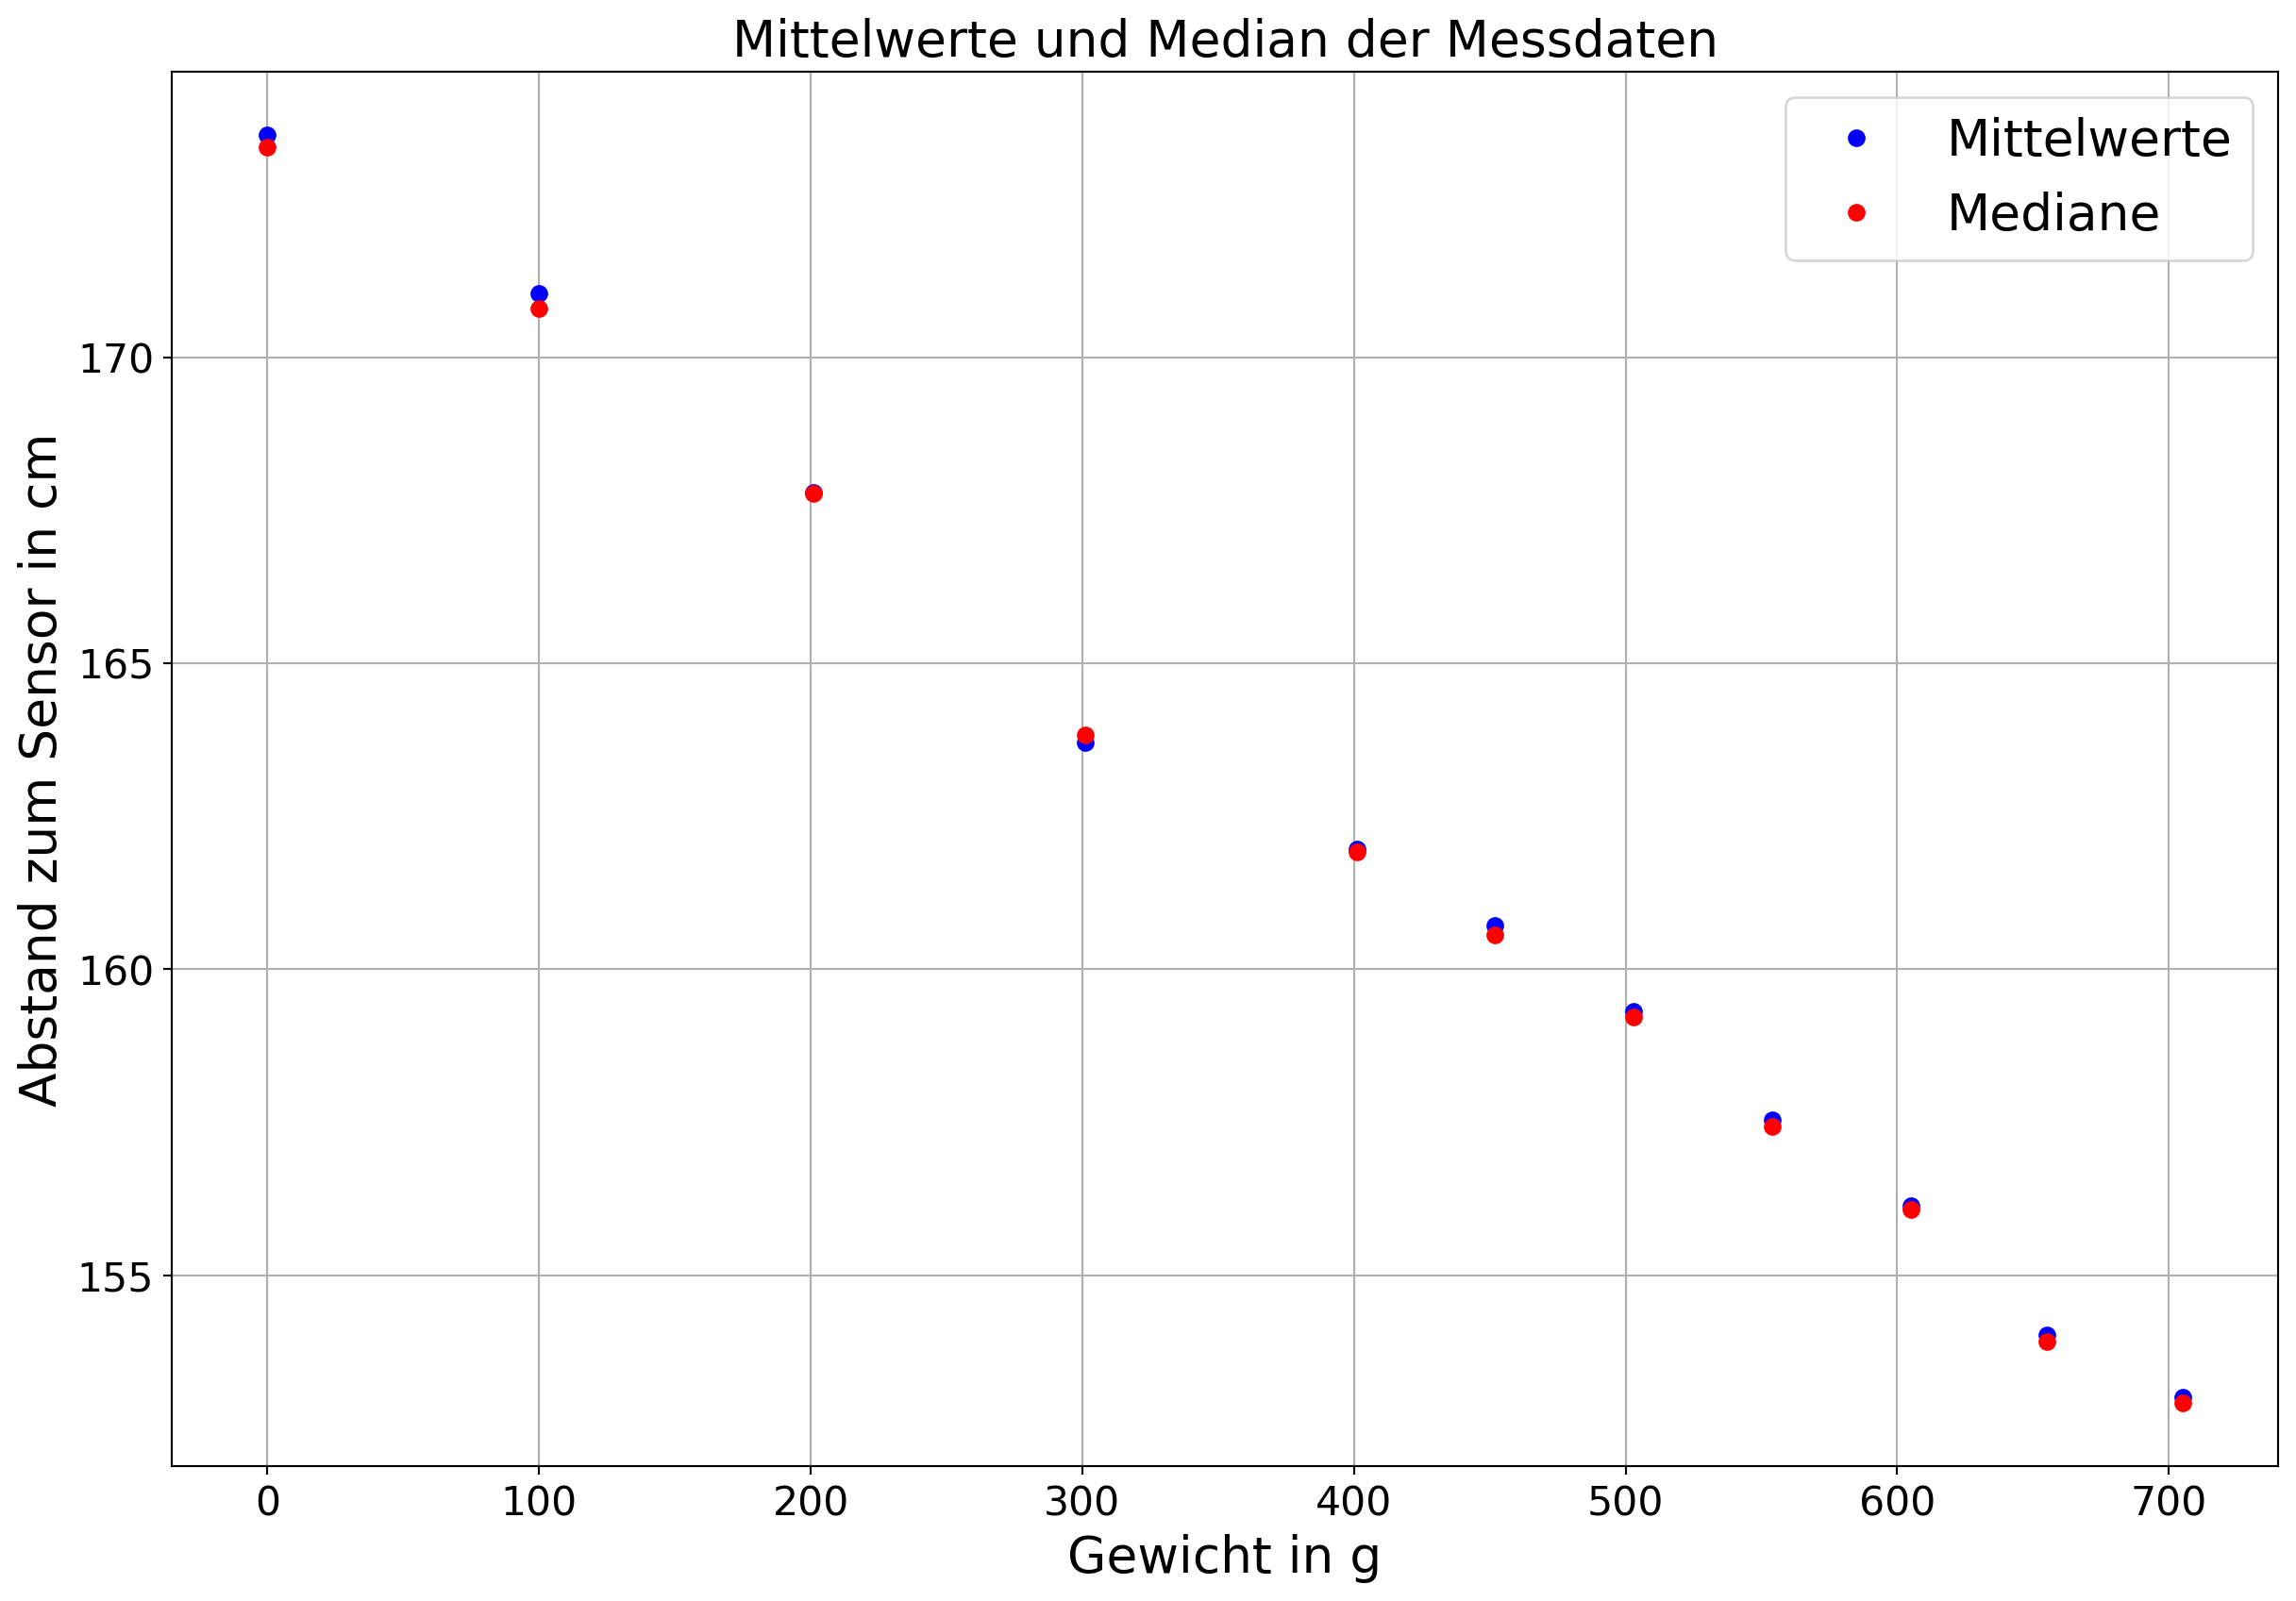 Mittelwerte und Median der Messdaten
Mittelwerte
Mediane
Abstand zum Sensor in cm
170
165
160
155
0 100 200 300 400 500 600 700
Gewicht in g